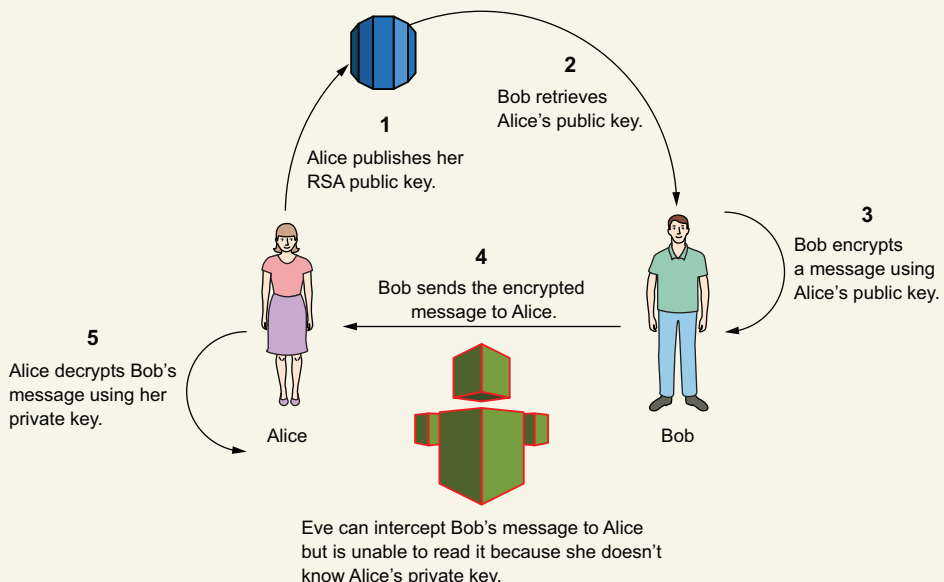 1
Alice publishes her
RSA public key.
2
Bob retrieves
Alice’s public key.
3
Bob encrypts
a message using
Alice’s public key.
4
Bob sends the encrypted
message to Alice.
5
Alice decrypts Bob’s
message using her
private key.
Alice
Bob
Eve can intercept Bob’s message to Alice
but is unable to read it because she doesn’t
know Alice’s private key.